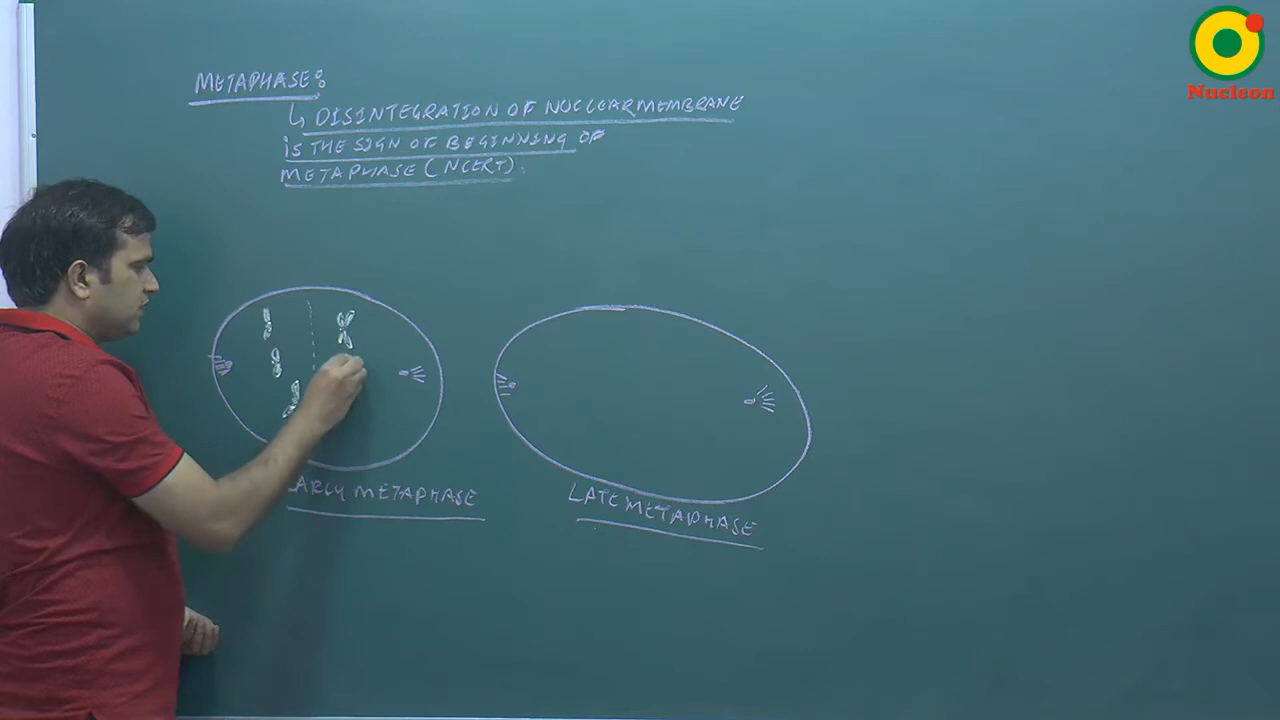 METAPHASE:
↳ DISINTEGRATION OF NUCLEAR MEMBRANE
IS THE SIGN OF BEGINNING OF
METAPHASE (NCERT).
ARLY METAPHASE
LATE METAPHASE
Nucleon